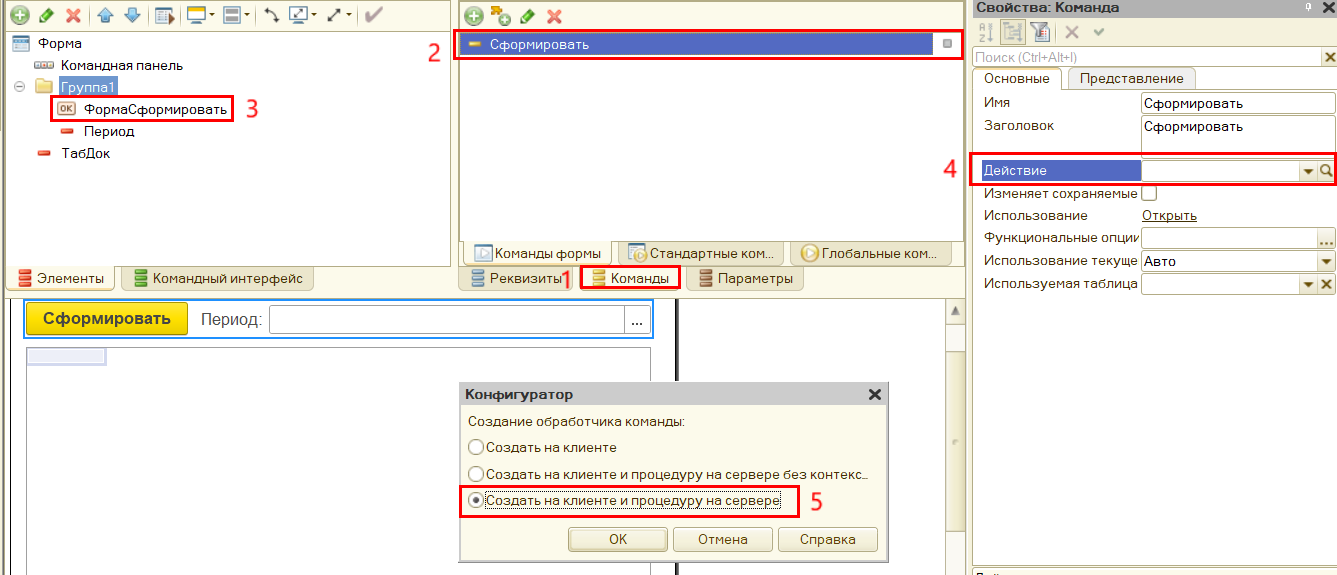 Форма
Командная панель
Группа1
ОК ФормаСформировать 3
Период
ТабДок
Элементы
Командный интерфейс
2
Сформировать
Команды формы
Стандартные ком...
Глобальные ком...
Реквизиты
1
Команды
Параметры
Свойства: Команда
Поиск (Ctrl+Alt+I)
Основные
Представление
Имя
Сформировать
Заголовок
Сформировать
4
Действие
Изменяет сохраняемые
Использование
Открыть
Функциональные опции
...
Использование текуще
Авто
Используемая таблица
Сформировать
Период:
...
Конфигуратор
Создание обработчика команды:
Создать на клиенте
Создать на клиенте и процедуру на сервере без контекс...
Создать на клиенте и процедуру на сервере
5
ОК
Отмена
Справка